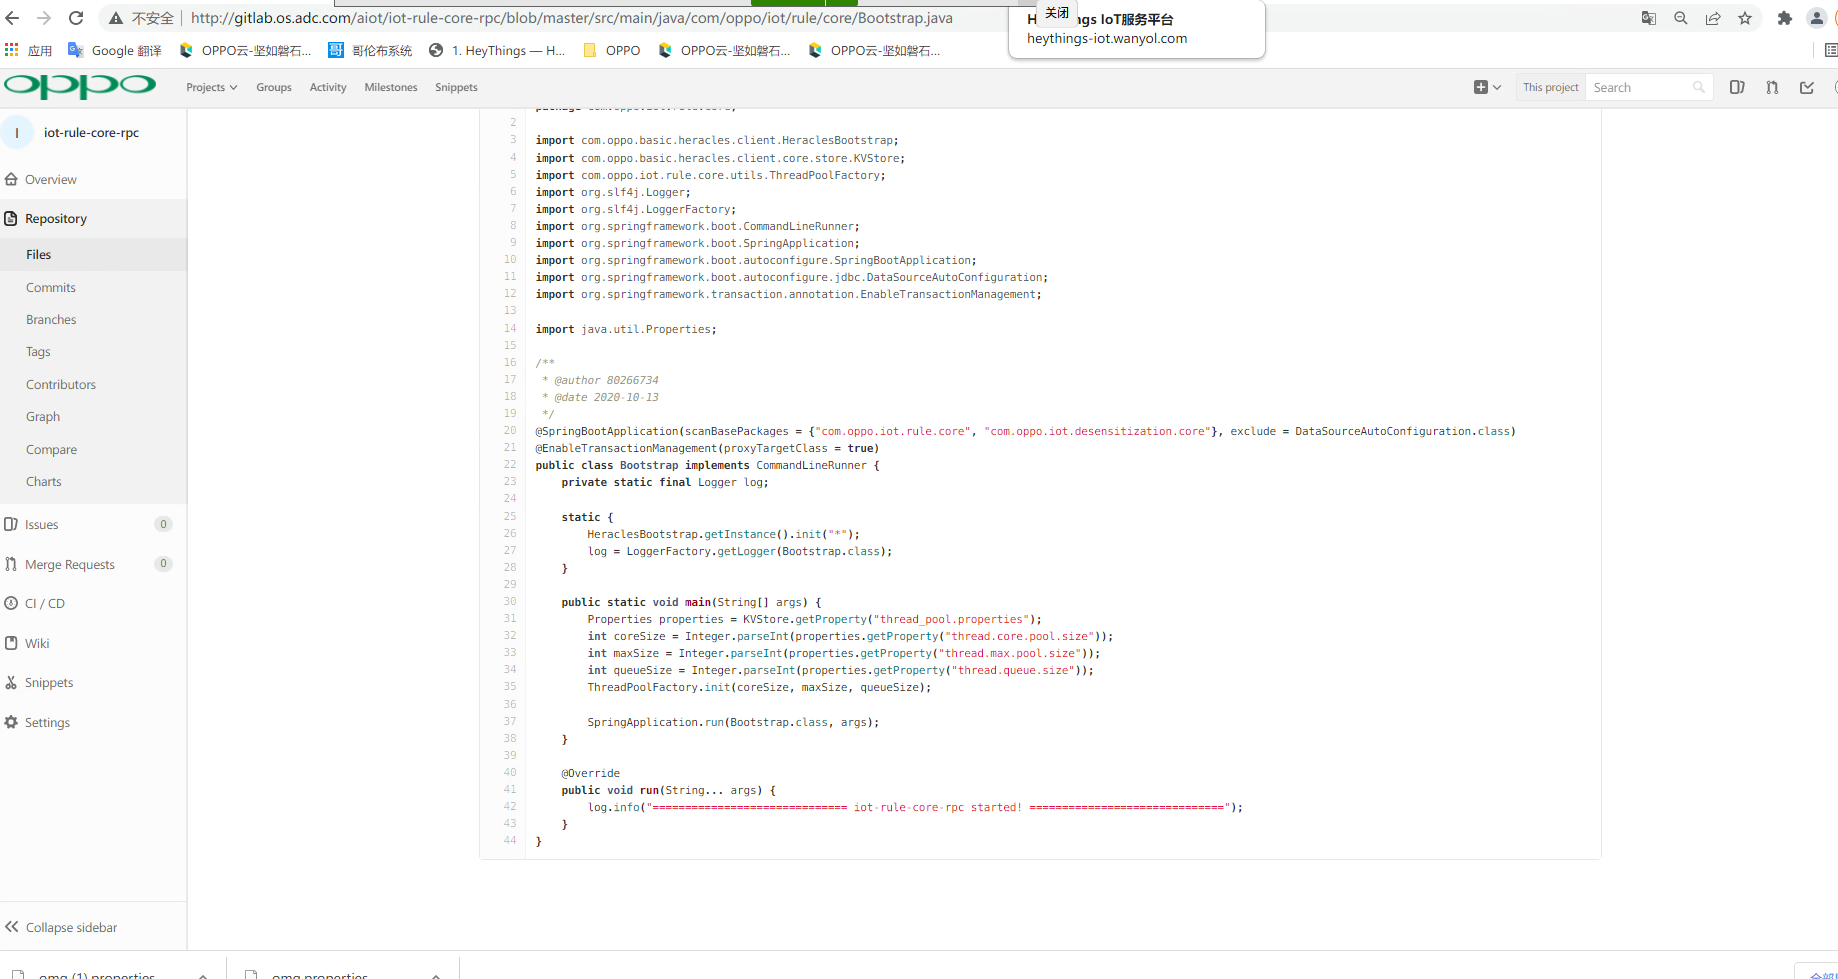 不安全 | http://gitlab.os.adc.com/aiot/iot-rule-core-rpc/blob/master/src/main/java/com/oppo/iot/rule/core/Bootstrap.java
关闭
ngs IoT服务平台
heythings-iot.wanyol.com
应用 Google 翻译 OPPO云-坚如磐石... 哥 哥伦布系统 1. HeyThings — H... OPPO OPPO云-坚如磐石... OPPO云-坚如磐石...
oppo Projects Groups Activity Milestones Snippets This project Search
I iot-rule-core-rpc
Overview
Repository
Files
Commits
Branches
Tags
Contributors
Graph
Compare
Charts
Issues 0
Merge Requests 0
CI / CD
Wiki
Snippets
Settings
Collapse sidebar
2
3 import com.oppo.basic.heracles.client.HeraclesBootstrap;
4 import com.oppo.basic.heracles.client.core.store.KVStore;
5 import com.oppo.iot.rule.core.utils.ThreadPoolFactory;
6 import org.slf4j.Logger;
7 import org.slf4j.LoggerFactory;
8 import org.springframework.boot.CommandLineRunner;
9 import org.springframework.boot.SpringApplication;
10 import org.springframework.boot.autoconfigure.SpringBootApplication;
11 import org.springframework.boot.autoconfigure.jdbc.DataSourceAutoConfiguration;
12 import org.springframework.transaction.annotation.EnableTransactionManagement;
13
14 import java.util.Properties;
15
16 /**
17 * @author 80266734
18 * @date 2020-10-13
19 */
20 @SpringBootApplication(scanBasePackages = {"com.oppo.iot.rule.core", "com.oppo.iot.desensitization.core"}, exclude = DataSourceAutoConfiguration.class)
21 @EnableTransactionManagement(proxyTargetClass = true)
22 public class Bootstrap implements CommandLineRunner {
23 private static final Logger log;
24
25 static {
26 HeraclesBootstrap.getInstance().init("*");
27 log = LoggerFactory.getLogger(Bootstrap.class);
28 }
29
30 public static void main(String[] args) {
31 Properties properties = KVStore.getProperty("thread_pool.properties");
32 int coreSize = Integer.parseInt(properties.getProperty("thread.core.pool.size"));
33 int maxSize = Integer.parseInt(properties.getProperty("thread.max.pool.size"));
34 int queueSize = Integer.parseInt(properties.getProperty("thread.queue.size"));
35 ThreadPoolFactory.init(coreSize, maxSize, queueSize);
36
37 SpringApplication.run(Bootstrap.class, args);
38 }
39
40 @Override
41 public void run(String... args) {
42 log.info("============================== iot-rule-core-rpc started! ==============================");
43 }
44 }
omg (1).properties omg.properties